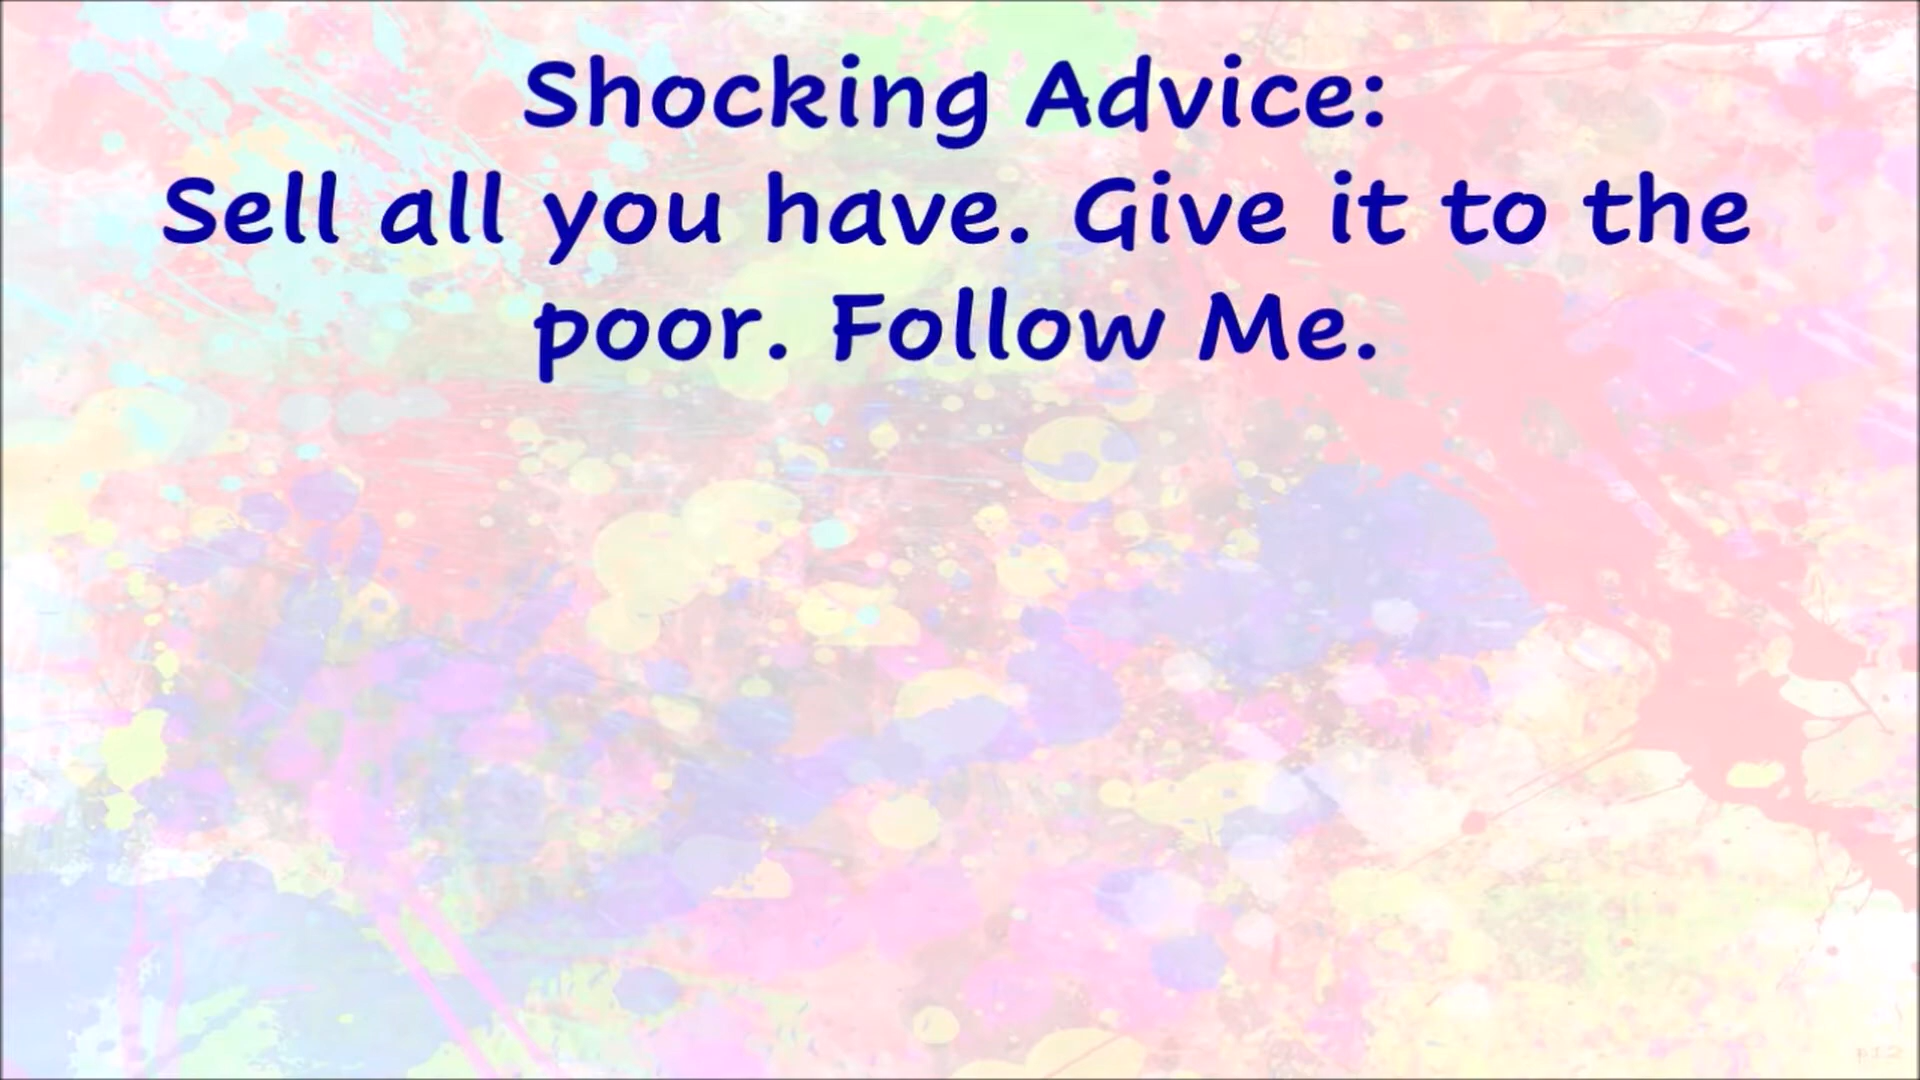 Shocking Advice:
Sell all you have. Give it to the
poor. Follow Me.